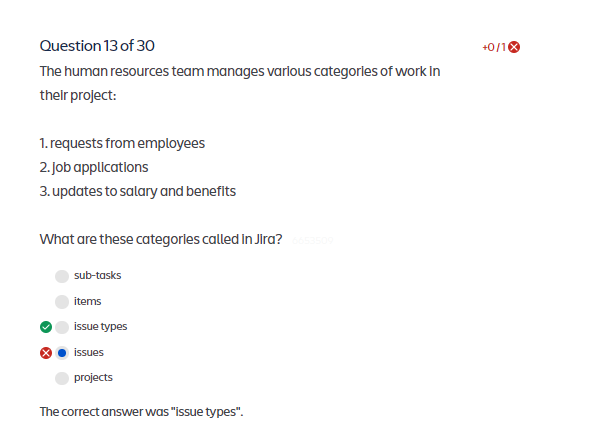 Question 13 of 30
+0 / 1
The human resources team manages various categories of work in
their project:
1. requests from employees
2. job applications
3. updates to salary and benefits
What are these categories called in Jira?
sub-tasks
items
issue types
issues
projects
The correct answer was "issue types".